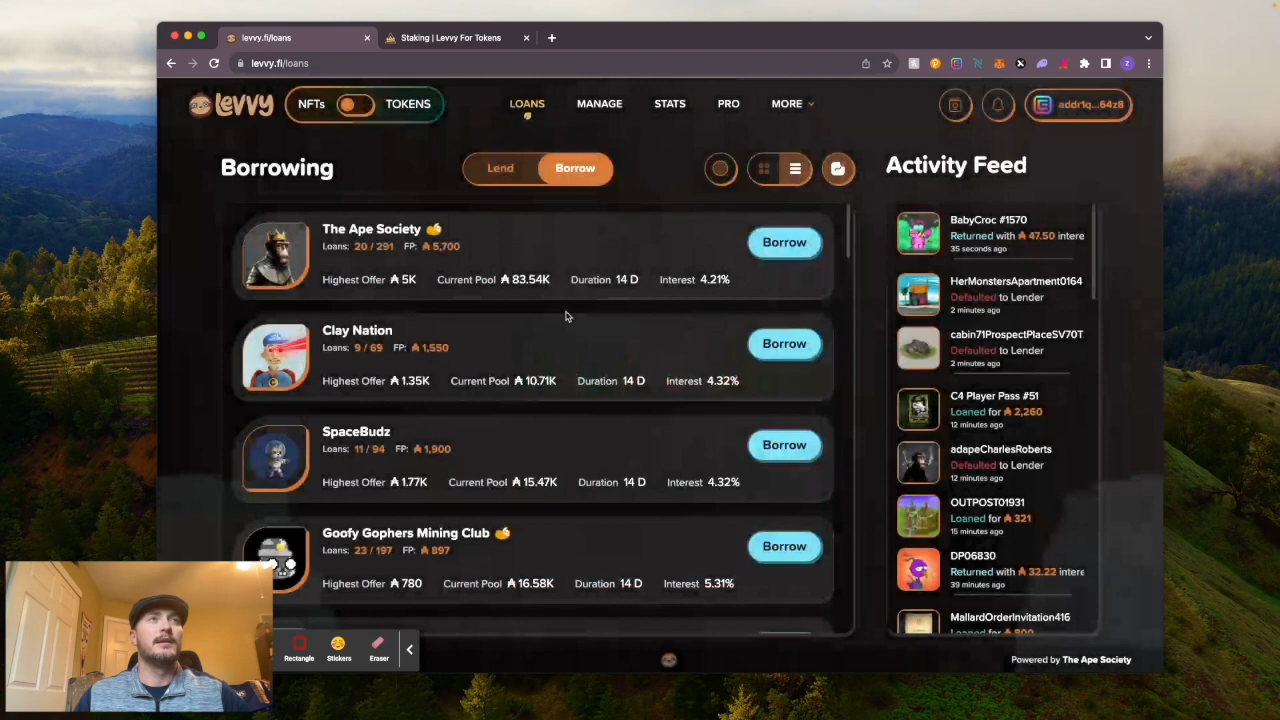 levvy.fi/loans
Staking | Levvy For Tokens
levvy.fi/loans
levvy
NFTs
TOKENS
LOANS
MANAGE
STATS
PRO
MORE
addr1q...64z8
Borrowing
Lend
Borrow
Activity Feed
The Ape Society
Loans: 20 / 291 FP: ₳ 5,700
Borrow
Highest Offer ₳ 5K Current Pool ₳ 83.54K Duration 14 D Interest 4.21%
Clay Nation
Loans: 9 / 69 FP: ₳ 1,550
Borrow
Highest Offer ₳ 1.35K Current Pool ₳ 10.71K Duration 14 D Interest 4.32%
SpaceBudz
Loans: 11 / 94 FP: ₳ 1,900
Borrow
Highest Offer ₳ 1.77K Current Pool ₳ 15.47K Duration 14 D Interest 4.32%
Goofy Gophers Mining Club
Loans: 23 / 197 FP: ₳ 897
Borrow
Highest Offer ₳ 780 Current Pool ₳ 16.58K Duration 14 D Interest 5.31%
BabyCroc #1570
Returned with ₳ 47.50 intere
35 seconds ago
HerMonstersApartment0164
Defaulted to Lender
2 minutes ago
cabin71ProspectPlaceSV70T
Defaulted to Lender
2 minutes ago
C4 Player Pass #51
Loaned for ₳ 2,260
12 minutes ago
adapeCharlesRoberts
Defaulted to Lender
12 minutes ago
OUTPOST01931
Loaned for ₳ 321
15 minutes ago
DP06830
Returned with ₳ 32.22 intere
39 minutes ago
MallardOrderInvitation416
Loaned for ₳ 800
Rectangle
Stickers
Eraser
Powered by The Ape Society